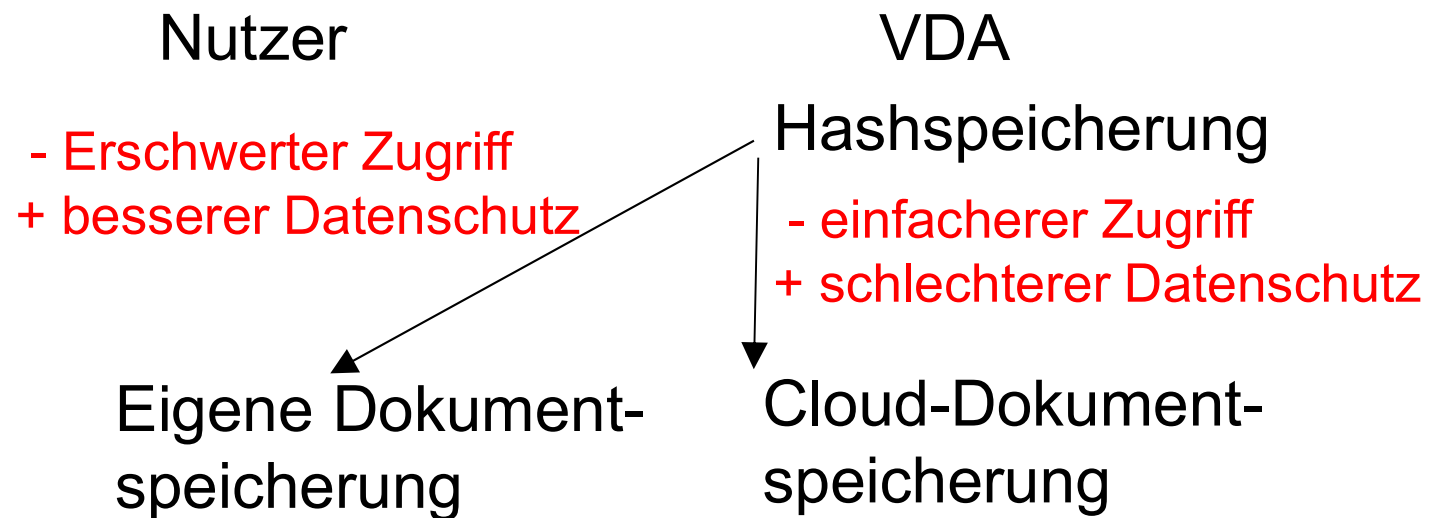 Nutzer
VDA
Hashspeicherung
- Erschwerter Zugriff
+ besserer Datenschutz
- einfacherer Zugriff
+ schlechterer Datenschutz
Eigene Dokument-
speicherung
Cloud-Dokument-
speicherung